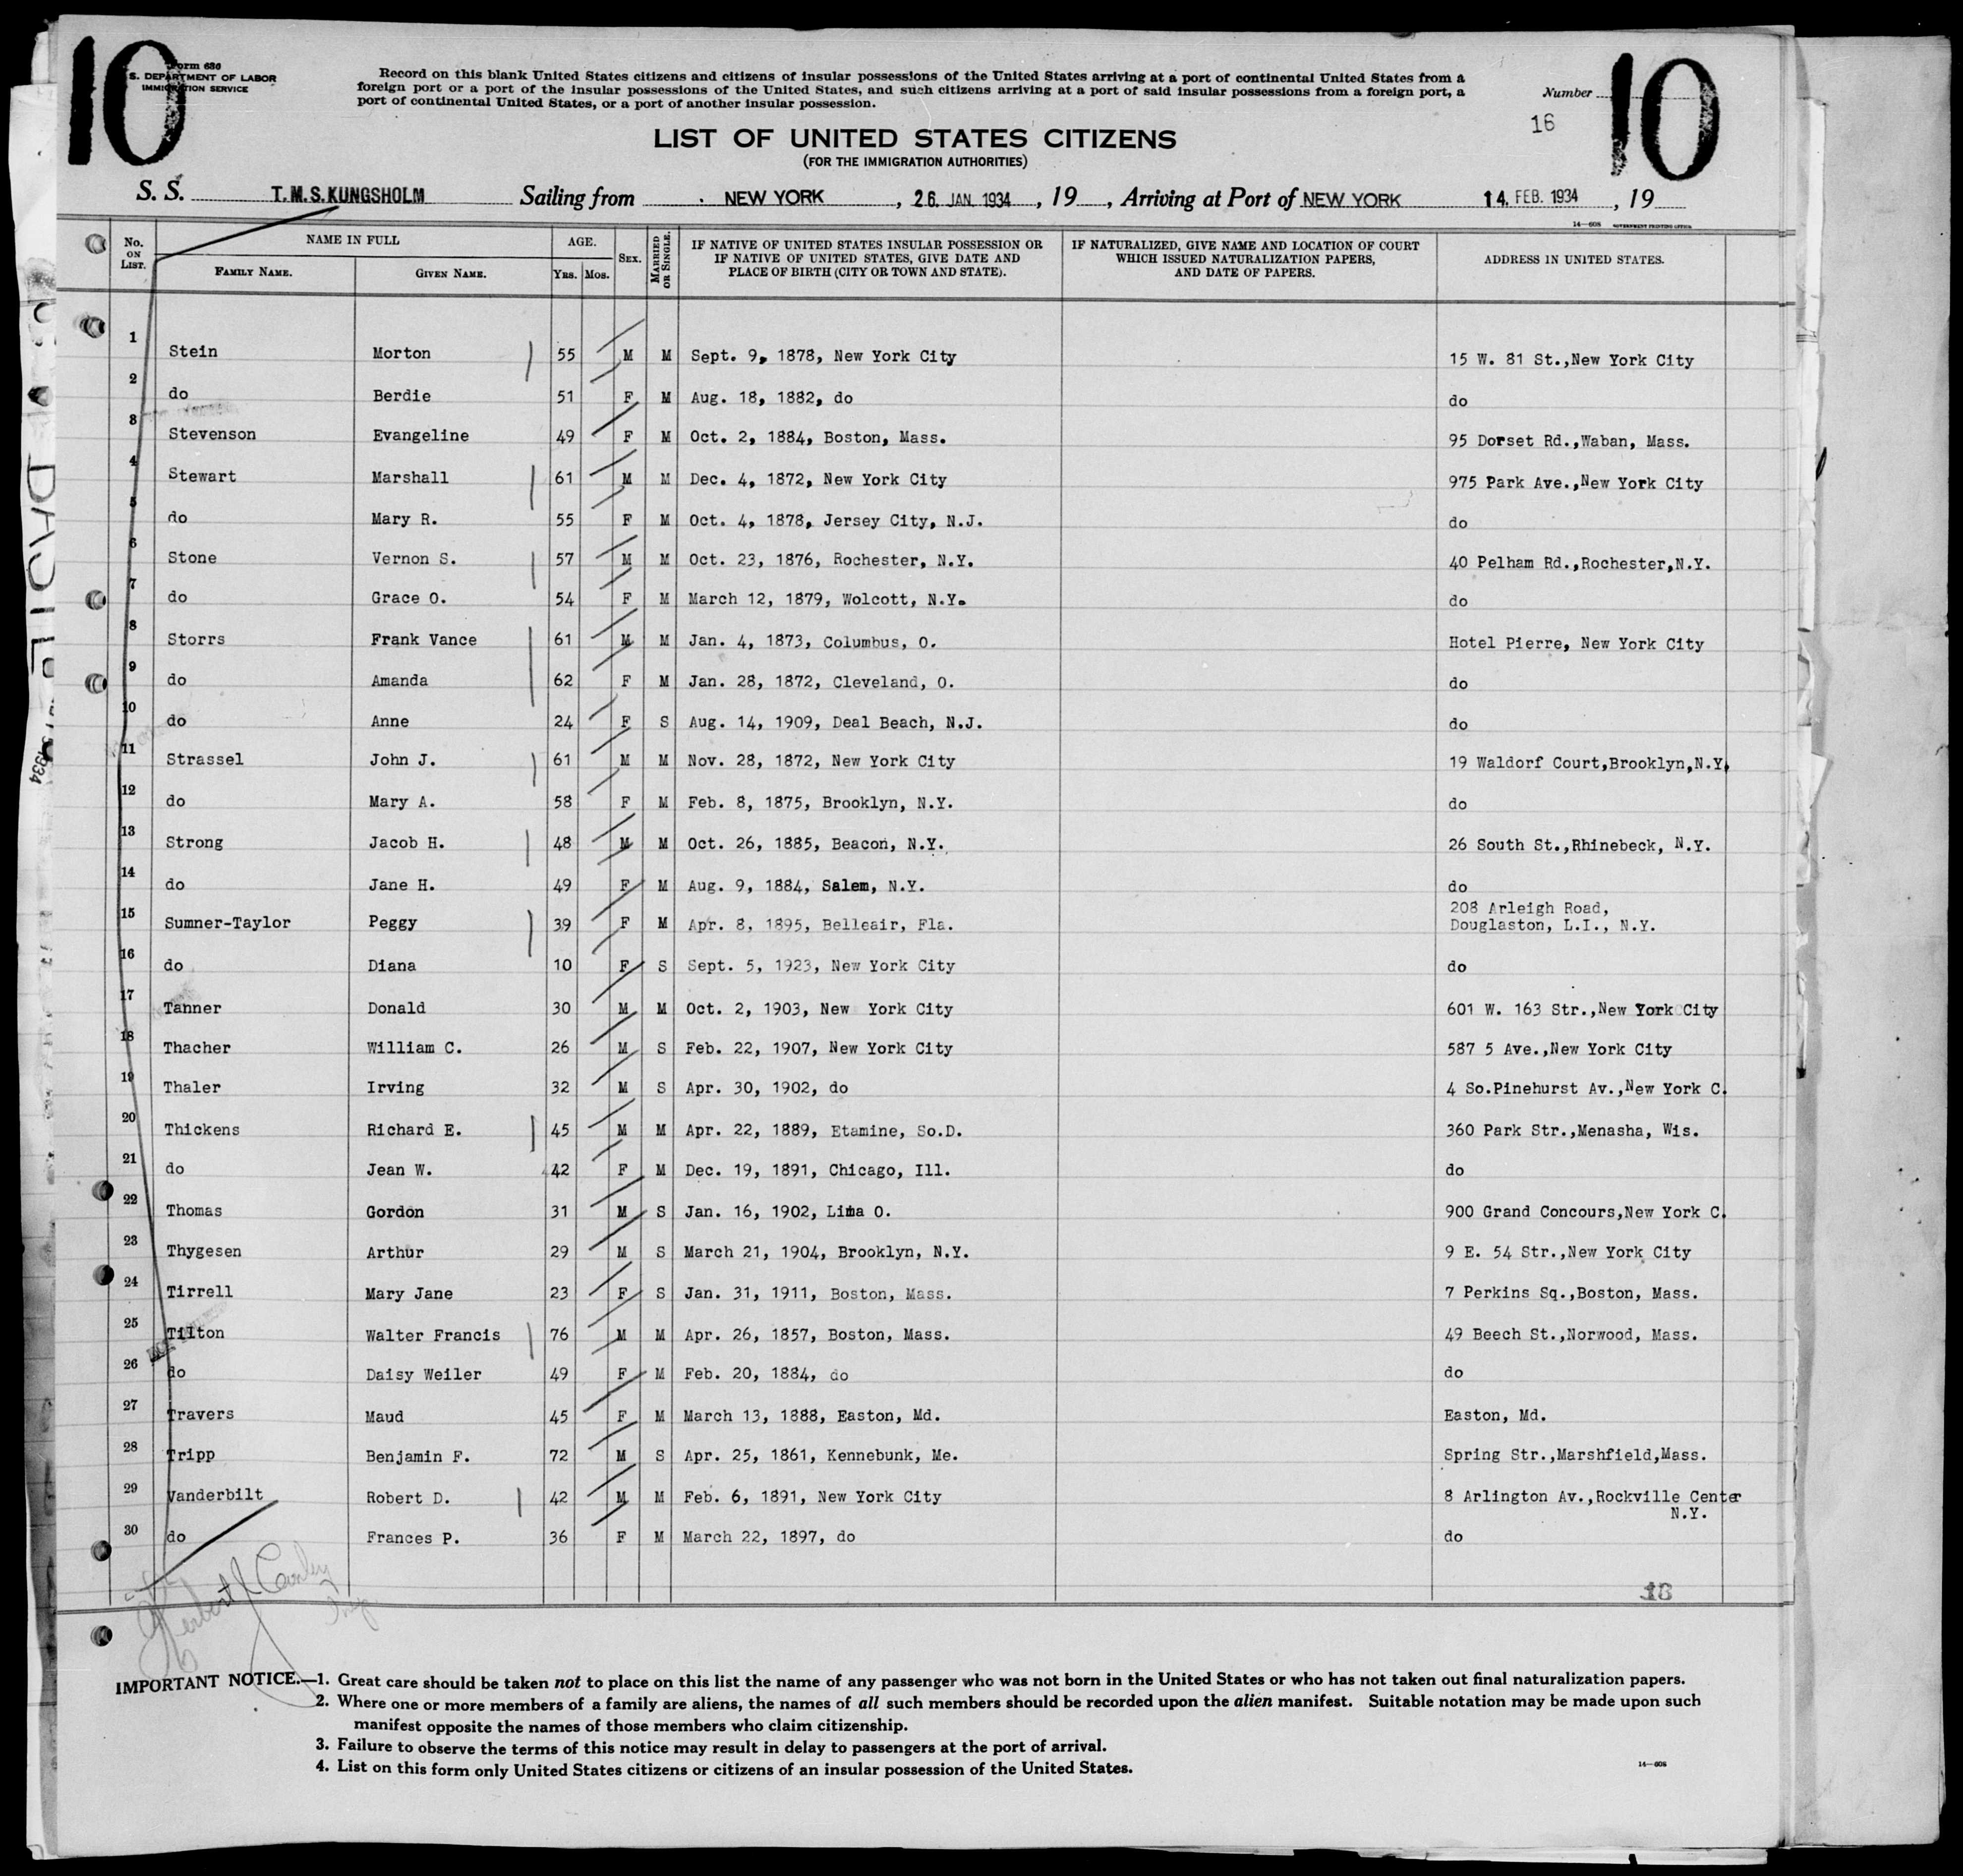 10
Form 630
S. DEPARTMENT OF LABOR
IMMIGRATION SERVICE
Record on this blank United States citizens and citizens of insular possessions of the United States arriving at a port of continental United States from a
foreign port or a port of the insular possessions of the United States, and such citizens arriving at a port of said insular possessions from a foreign port, a
port of continental United States, or a port of another insular possession.
Number
16
10
LIST OF UNITED STATES CITIZENS
(FOR THE IMMIGRATION AUTHORITIES)
S. S. T.M.S. KUNGSHOLM Sailing from NEW YORK, 26. JAN. 1934, 19, Arriving at Port of NEW YORK 14. FEB. 1934, 19
14—608 GOVERNMENT PRINTING OFFICE
No. ON LIST. NAME IN FULL FAMILY NAME. GIVEN NAME. AGE. YRS. MOS. SEX. MARRIED OR SINGLE. IF NATIVE OF UNITED STATES INSULAR POSSESSION OR IF NATIVE OF UNITED STATES, GIVE DATE AND PLACE OF BIRTH (CITY OR TOWN AND STATE). IF NATURALIZED, GIVE NAME AND LOCATION OF COURT WHICH ISSUED NATURALIZATION PAPERS, AND DATE OF PAPERS. ADDRESS IN UNITED STATES.
1 Stein Morton 55 M M Sept. 9, 1878, New York City 15 W. 81 St.,New York City
2 do Berdie 51 F M Aug. 18, 1882, do do
3 Stevenson Evangeline 49 F M Oct. 2, 1884, Boston, Mass. 95 Dorset Rd.,Waban, Mass.
4 Stewart Marshall 61 M M Dec. 4, 1872, New York City 975 Park Ave.,New York City
5 do Mary R. 55 F M Oct. 4, 1878, Jersey City, N.J. do
6 Stone Vernon S. 57 M M Oct. 23, 1876, Rochester, N.Y. 40 Pelham Rd.,Rochester,N.Y.
7 do Grace O. 54 F M March 12, 1879, Wolcott, N.Y. do
8 Storrs Frank Vance 61 M M Jan. 4, 1873, Columbus, O. Hotel Pierre, New York City
9 do Amanda 62 F M Jan. 28, 1872, Cleveland, O. do
10 do Anne 24 F S Aug. 14, 1909, Deal Beach, N.J. do
11 Strassel John J. 61 M M Nov. 28, 1872, New York City 19 Waldorf Court,Brooklyn,N.Y.
12 do Mary A. 58 F M Feb. 8, 1875, Brooklyn, N.Y. do
13 Strong Jacob H. 48 M M Oct. 26, 1885, Beacon, N.Y. 26 South St.,Rhinebeck, N.Y.
14 do Jane H. 49 F M Aug. 9, 1884, Salem, N.Y. do
15 Sumner-Taylor Peggy 39 F M Apr. 8, 1895, Belleair, Fla. 208 Arleigh Road,
Douglaston, L.I., N.Y.
16 do Diana 10 F S Sept. 5, 1923, New York City do
17 Tanner Donald 30 M M Oct. 2, 1903, New York City 601 W. 163 Str.,New York City
18 Thacher William C. 26 M S Feb. 22, 1907, New York City 587 5 Ave.,New York City
19 Thaler Irving 32 M S Apr. 30, 1902, do 4 So.Pinehurst Av.,New York C.
20 Thickens Richard E. 45 M M Apr. 22, 1889, Etamine, So.D. 360 Park Str.,Menasha, Wis.
21 do Jean W. 42 F M Dec. 19, 1891, Chicago, Ill. do
22 Thomas Gordon 31 M S Jan. 16, 1902, Lima O. 900 Grand Concours,New York C.
23 Thygesen Arthur 29 M S March 21, 1904, Brooklyn, N.Y. 9 E. 54 Str.,New York City
24 Tirrell Mary Jane 23 F S Jan. 31, 1911, Boston, Mass. 7 Perkins Sq.,Boston, Mass.
25 Tilton Walter Francis 76 M M Apr. 26, 1857, Boston, Mass. 49 Beech St.,Norwood, Mass.
26 do Daisy Weiler 49 F M Feb. 20, 1884, do do
27 Travers Maud 45 F M March 13, 1888, Easton, Md. Easton, Md.
28 Tripp Benjamin F. 72 M S Apr. 25, 1861, Kennebunk, Me. Spring Str.,Marshfield,Mass.
29 Vanderbilt Robert D. 42 M M Feb. 6, 1891, New York City 8 Arlington Av.,Rockville Center
N.Y.
30 do Frances P. 36 F M March 22, 1897, do do
IMPORTANT NOTICE.—1. Great care should be taken not to place on this list the name of any passenger who was not born in the United States or who has not taken out final naturalization papers.
2. Where one or more members of a family are aliens, the names of all such members should be recorded upon the alien manifest. Suitable notation may be made upon such
manifest opposite the names of those members who claim citizenship.
3. Failure to observe the terms of this notice may result in delay to passengers at the port of arrival.
4. List on this form only United States citizens or citizens of an insular possession of the United States.
14—608